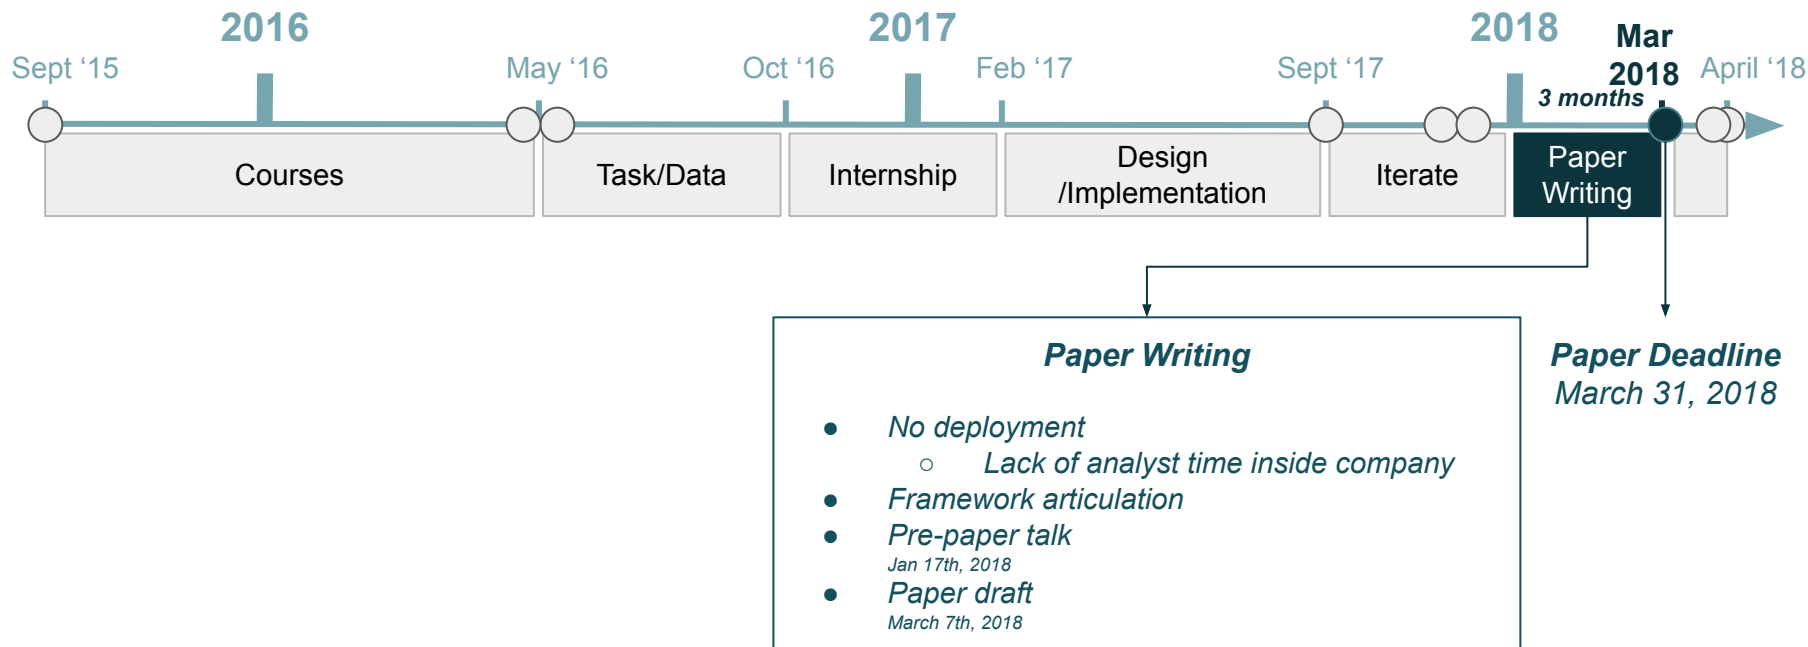 2016
2017
2018
Mar
2018
Sept ‘15
May ‘16
Oct ‘16
Feb ‘17
Sept ‘17
April ‘18
3 months
Courses
Task/Data
Internship
Design
/Implementation
Iterate
Paper
Writing
Paper Writing
● No deployment
○ Lack of analyst time inside company
● Framework articulation
● Pre-paper talk
Jan 17th, 2018
● Paper draft
March 7th, 2018
Paper Deadline
March 31, 2018